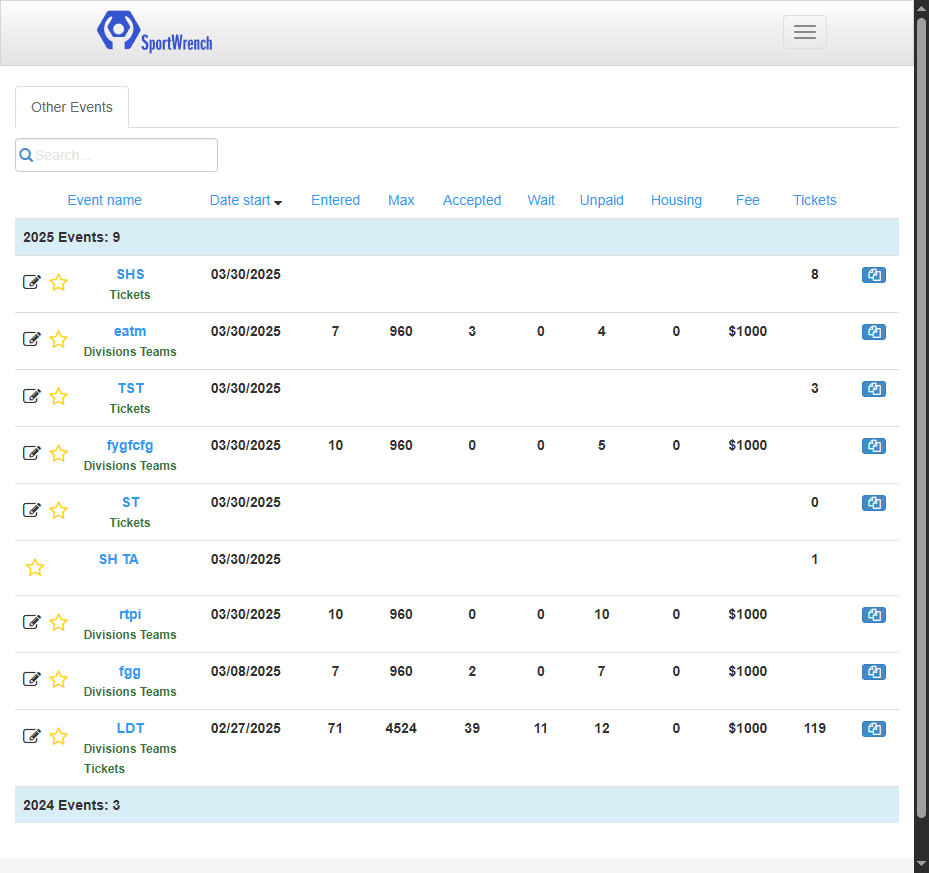 SportWrench
Other Events
Search...
Event name Date start Entered Max Accepted Wait Unpaid Housing Fee Tickets
2025 Events: 9
SHS 03/30/2025 8
Tickets
eatm 03/30/2025 7 960 3 0 4 0 $1000
Divisions Teams
TST 03/30/2025 3
Tickets
fygfcfg 03/30/2025 10 960 0 0 5 0 $1000
Divisions Teams
ST 03/30/2025 0
Tickets
SH TA 03/30/2025 1
rtpi 03/30/2025 10 960 0 0 10 0 $1000
Divisions Teams
fgg 03/08/2025 7 960 2 0 7 0 $1000
Divisions Teams
LDT 02/27/2025 71 4524 39 11 12 0 $1000 119
Divisions Teams
Tickets
2024 Events: 3